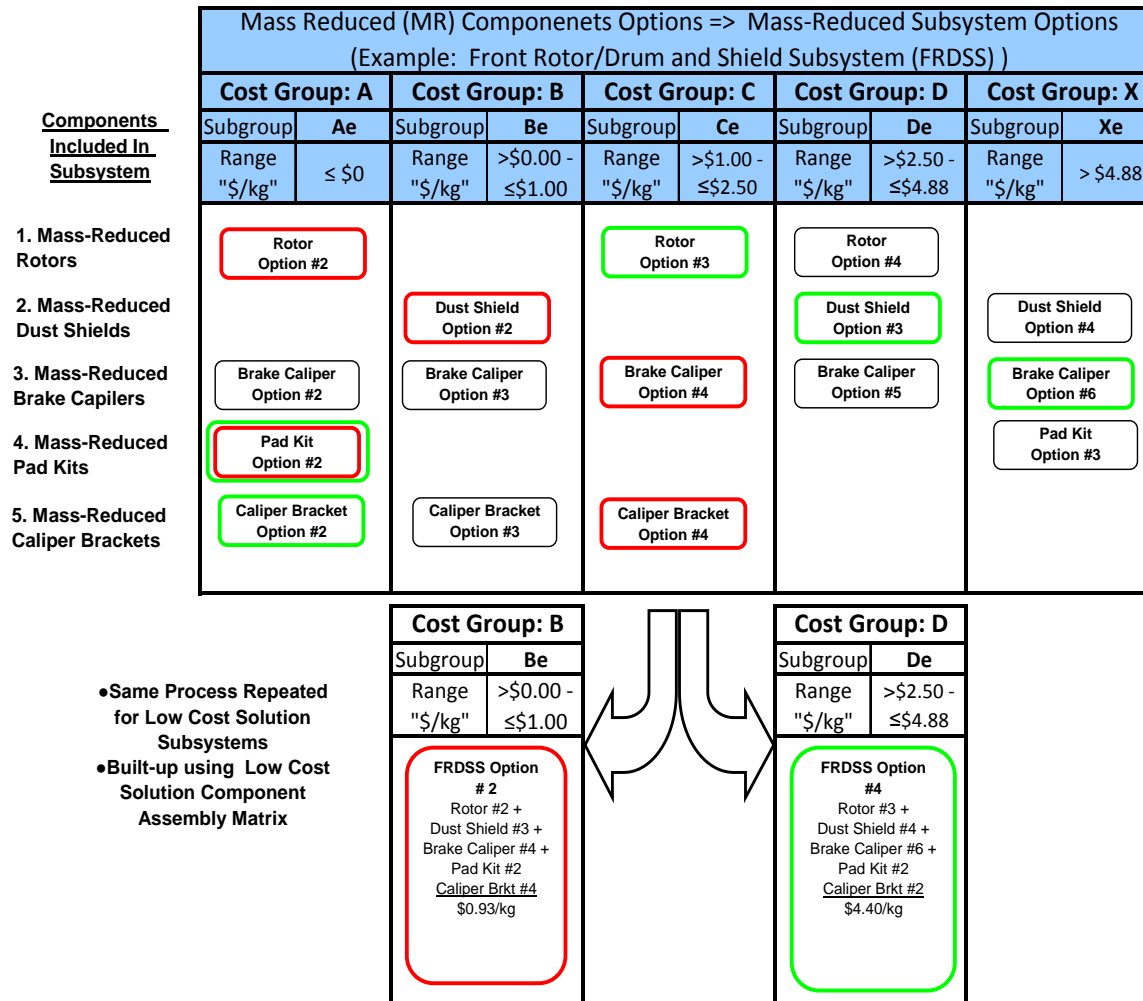 Mass Reduced (MR) Componenets Options => Mass-Reduced Subsystem Options
(Example: Front Rotor/Drum and Shield Subsystem (FRDSS) )
Components
Included In
Subsystem
Cost Group: A
Cost Group: B
Cost Group: C
Cost Group: D
Cost Group: X
Subgroup Ae
Subgroup Be
Subgroup Ce
Subgroup De
Subgroup Xe
Range
"$/kg"
≤ $0
Range
"$/kg"
>$0.00 -
≤$1.00
Range
"$/kg"
>$1.00 -
≤$2.50
Range
"$/kg"
>$2.50 -
≤$4.88
Range
"$/kg"
> $4.88
1. Mass-Reduced
Rotors
Rotor
Option #2
Rotor
Option #3
Rotor
Option #4
2. Mass-Reduced
Dust Shields
Dust Shield
Option #2
Dust Shield
Option #3
Dust Shield
Option #4
3. Mass-Reduced
Brake Capilers
Brake Caliper
Option #2
Brake Caliper
Option #3
Brake Caliper
Option #4
Brake Caliper
Option #5
Brake Caliper
Option #6
4. Mass-Reduced
Pad Kits
Pad Kit
Option #2
Pad Kit
Option #3
5. Mass-Reduced
Caliper Brackets
Caliper Bracket
Option #2
Caliper Bracket
Option #3
Caliper Bracket
Option #4
●Same Process Repeated
for Low Cost Solution
Subsystems
●Built-up using Low Cost
Solution Component
Assembly Matrix
Cost Group: B
Subgroup Be
Range
"$/kg"
>$0.00 -
≤$1.00
FRDSS Option
# 2
Rotor #2 +
Dust Shield #3 +
Brake Caliper #4 +
Pad Kit #2
Caliper Brkt #4
$0.93/kg
Cost Group: D
Subgroup De
Range
"$/kg"
>$2.50 -
≤$4.88
FRDSS Option
#4
Rotor #3 +
Dust Shield #4 +
Brake Caliper #6 +
Pad Kit #2
Caliper Brkt #2
$4.40/kg